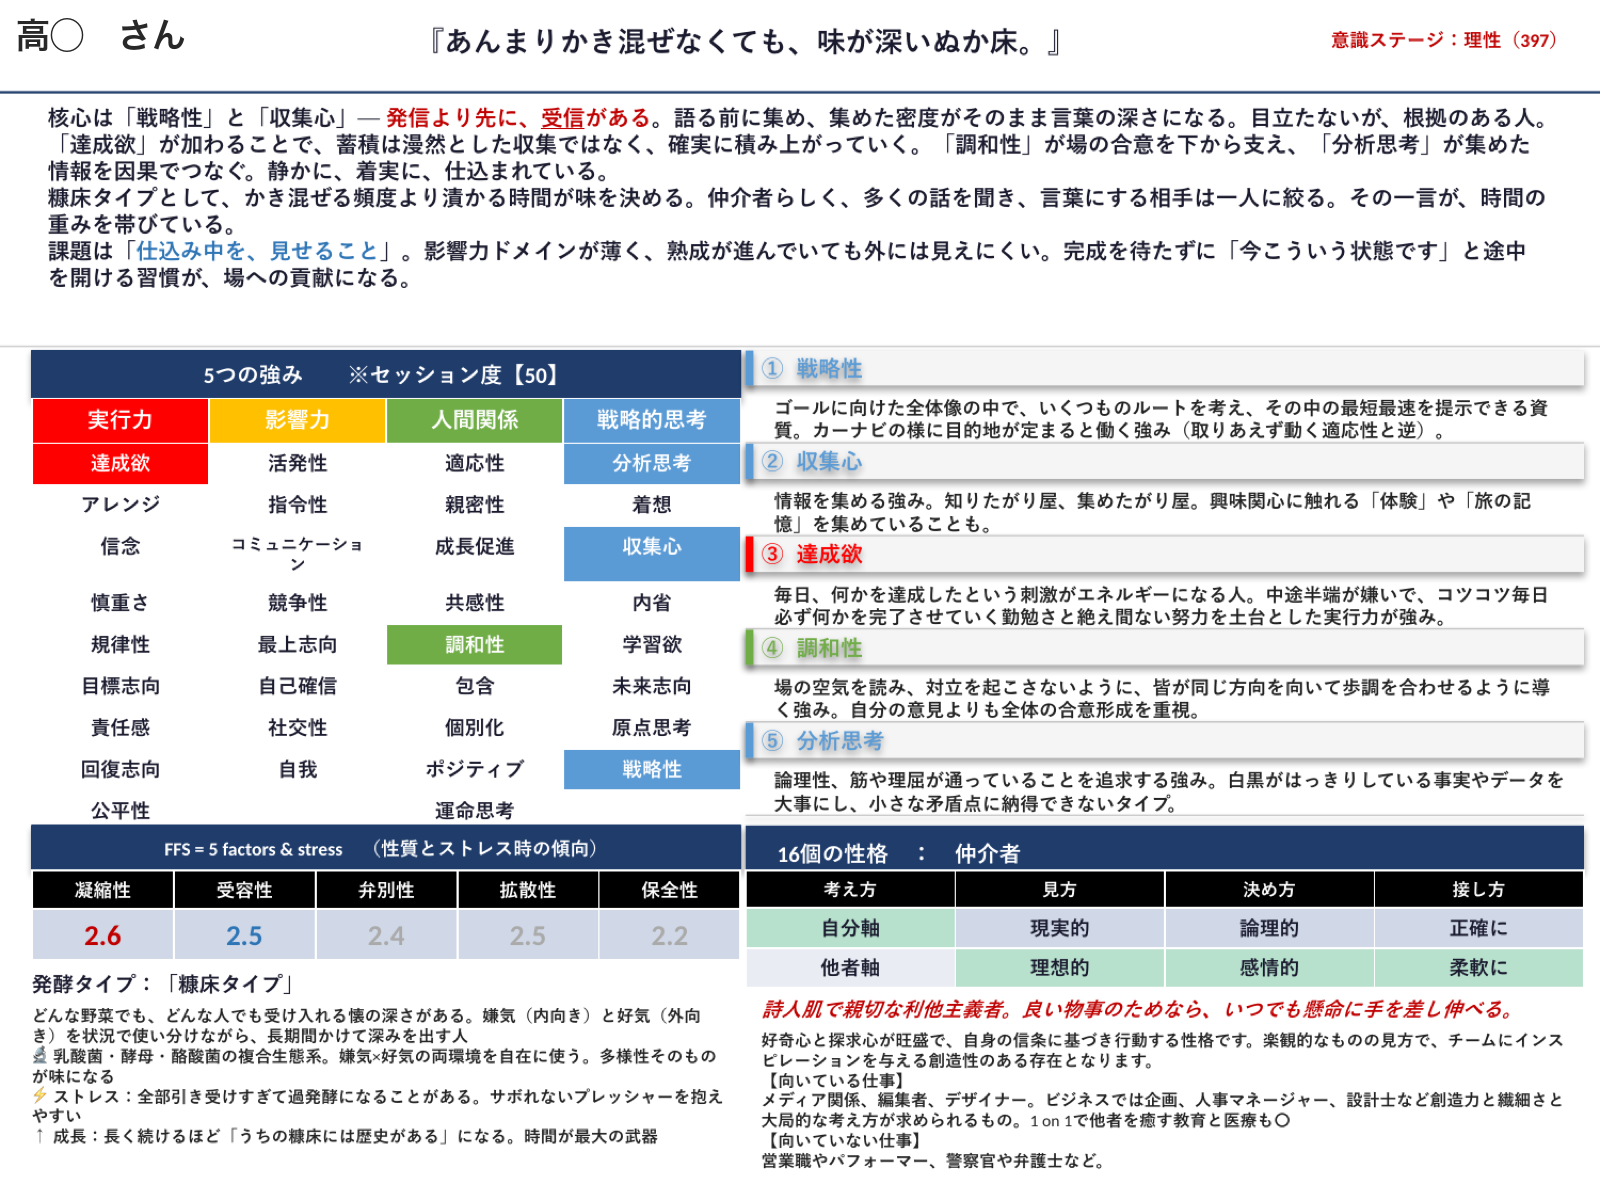 高〇　さん
『あんまりかき混ぜなくても、味が深いぬか床。』
意識ステージ：理性（397）
核心は「戦略性」と「収集心」— 発信より先に、受信がある。語る前に集め、集めた密度がそのまま言葉の深さになる。目立たないが、根拠のある人。
「達成欲」が加わることで、蓄積は漫然とした収集ではなく、確実に積み上がっていく。「調和性」が場の合意を下から支え、「分析思考」が集めた
情報を因果でつなぐ。静かに、着実に、仕込まれている。
糠床タイプとして、かき混ぜる頻度より漬かる時間が味を決める。仲介者らしく、多くの話を聞き、言葉にする相手は一人に絞る。その一言が、時間の
重みを帯びている。
課題は「仕込み中を、見せること」。影響力ドメインが薄く、熟成が進んでいても外には見えにくい。完成を待たずに「今こういう状態です」と途中
を開ける習慣が、場への貢献になる。
5つの強み　　※セッション度【50】
実行力　影響力　人間関係　戦略的思考
達成欲　活発性　適応性　分析思考
アレンジ　指令性　親密性　着想
信念　コミュニケーション　成長促進　収集心
慎重さ　競争性　共感性　内省
規律性　最上志向　調和性　学習欲
目標志向　自己確信　包含　未来志向
責任感　社交性　個別化　原点思考
回復志向　自我　ポジティブ　戦略性
公平性　運命思考
① 戦略性
ゴールに向けた全体像の中で、いくつものルートを考え、その中の最短最速を提示できる資
質。カーナビの様に目的地が定まると働く強み（取りあえず動く適応性と逆）。
② 収集心
情報を集める強み。知りたがり屋、集めたがり屋。興味関心に触れる「体験」や「旅の記
憶」を集めていることも。
③ 達成欲
毎日、何かを達成したという刺激がエネルギーになる人。中途半端が嫌いで、コツコツ毎日
必ず何かを完了させていく勤勉さと絶え間ない努力を土台とした実行力が強み。
④ 調和性
場の空気を読み、対立を起こさないように、皆が同じ方向を向いて歩調を合わせるように導
く強み。自分の意見よりも全体の合意形成を重視。
⑤ 分析思考
論理性、筋や理屈が通っていることを追求する強み。白黒がはっきりしている事実やデータを
大事にし、小さな矛盾点に納得できないタイプ。
FFS = 5 factors & stress　（性質とストレス時の傾向）
凝縮性　受容性　弁別性　拡散性　保全性
2.6　2.5　2.4　2.5　2.2
発酵タイプ：「糠床タイプ」
どんな野菜でも、どんな人でも受け入れる懐の深さがある。嫌気（内向き）と好気（外向
き）を状況で使い分けながら、長期間かけて深みを出す人
🔬 乳酸菌・酵母・酪酸菌の複合生態系。嫌気×好気の両環境を自在に使う。多様性そのもの
が味になる
⚡ ストレス：全部引き受けすぎて過発酵になることがある。サボれないプレッシャーを抱え
やすい
↑ 成長：長く続けるほど「うちの糠床には歴史がある」になる。時間が最大の武器
16個の性格　：　仲介者
考え方　見方　決め方　接し方
自分軸　現実的　論理的　正確に
他者軸　理想的　感情的　柔軟に
詩人肌で親切な利他主義者。良い物事のためなら、いつでも懸命に手を差し伸べる。
好奇心と探求心が旺盛で、自身の信条に基づき行動する性格です。楽観的なものの見方で、チームにインス
ピレーションを与える創造性のある存在となります。
【向いている仕事】
メディア関係、編集者、デザイナー。ビジネスでは企画、人事マネージャー、設計士など創造力と繊細さと
大局的な考え方が求められるもの。1 on 1で他者を癒す教育と医療も〇
【向いていない仕事】
営業職やパフォーマー、警察官や弁護士など。